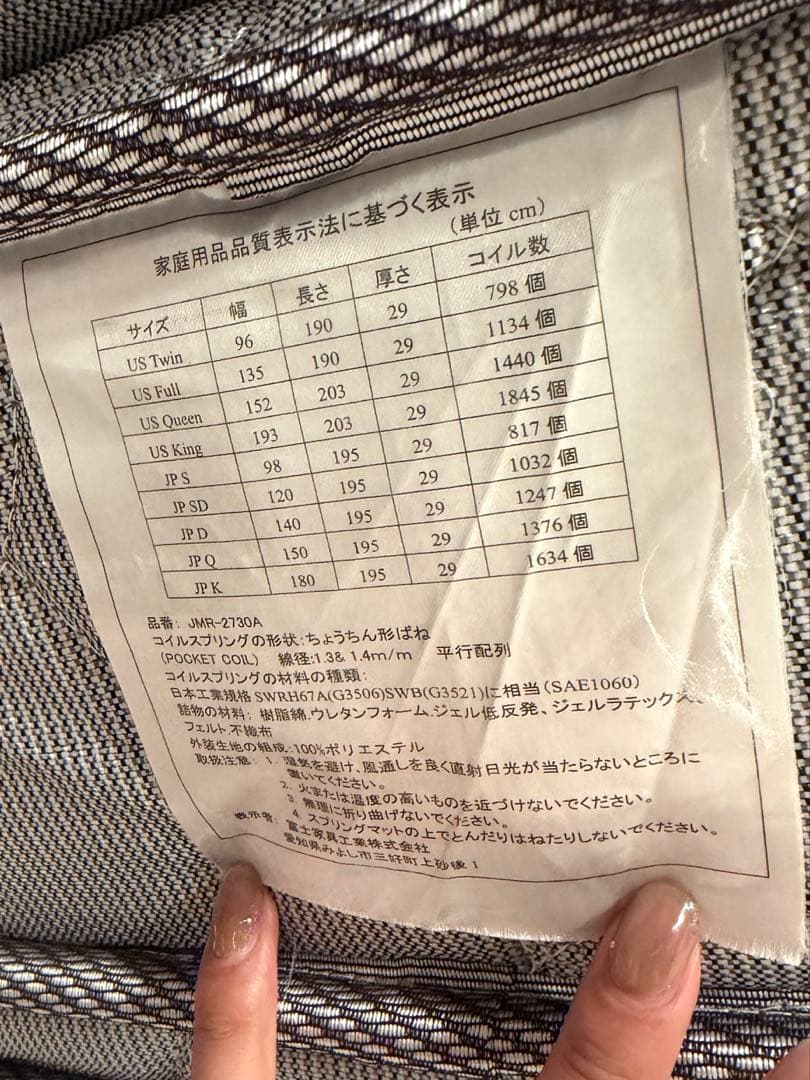 家庭用品品質表示法に基づく表示
(単位 cm)
サイズ 幅 長さ 厚さ コイル数
US Twin 96 190 29 798 個
US Full 135 190 29 1134 個
US Queen 152 203 29 1440 個
US King 193 203 29 1845 個
JP S 98 195 29 817 個
JP SD 120 195 29 1032 個
JP D 140 195 29 1247 個
JP Q 150 195 29 1376 個
JP K 180 195 29 1634 個
品番: JMR-2730A
コイルスプリングの形状:ちょうちん形ばね
(POCKET COIL) 線径:1.3& 1.4m/m 平行配列
コイルスプリングの材料の種類:
日本工業規格 SWRH67A(G3506)SWB(G3521)に相当(SAE1060)
詰物の材料: 樹脂綿.ウレタンフォーム.ジェル低反発、ジェルラテックス
フェルト 不織布
外装生地の組成:100%ポリエステル
取扱注意: 1. 湿気を避け、風通しを良く直射日光が当たらないところに
置いてください。
2. 火または温度の高いものを近づけないでください。
3. 無理に折り曲げないでください。
4. スプリングマットの上でとんだりはねたりしないでください。
表示者: 富士家具工業株式会社
愛知県みよし市三好町上砂後 1